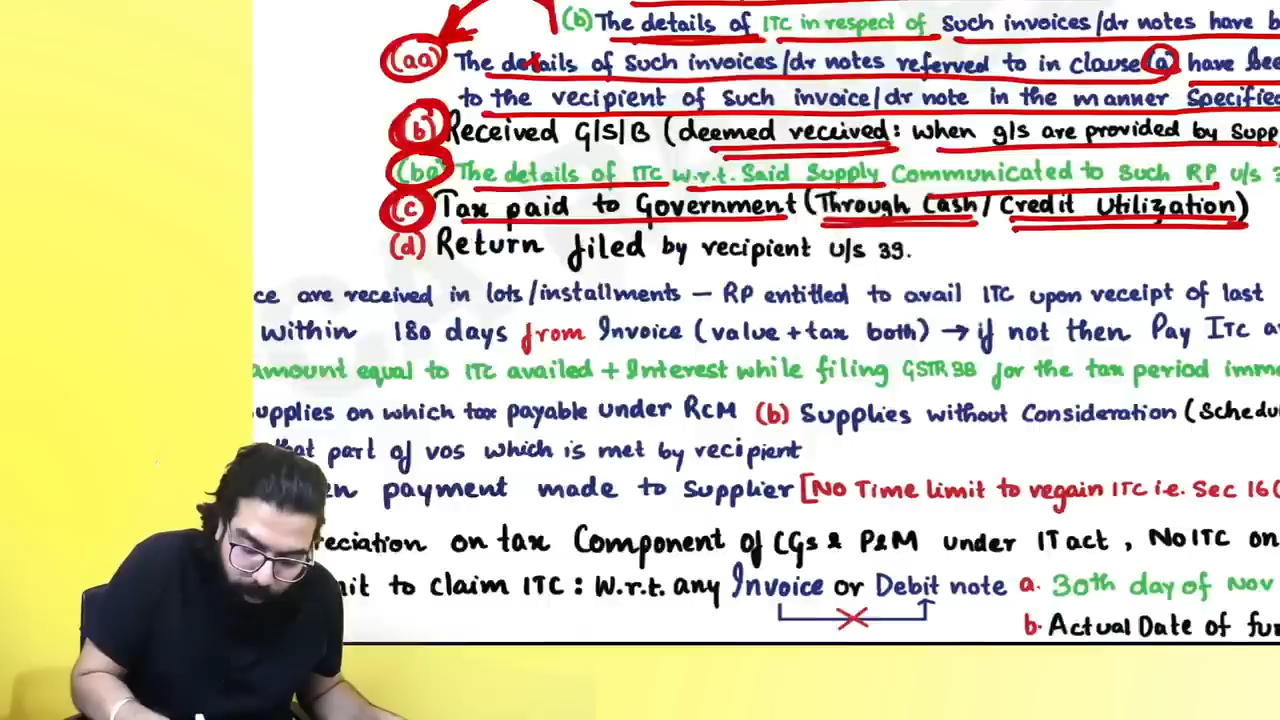 (b) The details of ITC in respect of Such invoices/dr notes have b
(aa) The details of Such invoices/dr notes referred to in clause (a) have bee
to the recipient of Such invoice/dr note in the manner Specifie
(b) Received G/S/B (deemed received: when g/s are provided by Supp
(ba) The details of ITC w.r.t. Said Supply Communicated to Such RP u/s 3
(c) Tax paid to Government (Through Cash/Credit Utilization)
(d) Return filed by recipient u/s 39.
ce are received in lots/installments – RP entitled to avail ITC upon receipt of last
within 180 days from Invoice (value + tax both) → if not then Pay ITC av
amount equal to ITC availed + Interest while filing GSTR 3B for the tax period imme
upplies on which tax payable under RCM (b) Supplies without Consideration (Schedu
hat part of VOS which is met by recipient
en payment made to Supplier [No Time limit to regain ITC i.e. Sec 16(
reciation on tax Component of CGs & P&M under IT act, No ITC on
mit to claim ITC : W.r.t. any Invoice or Debit note a. 30th day of Nov
b. Actual Date of fu